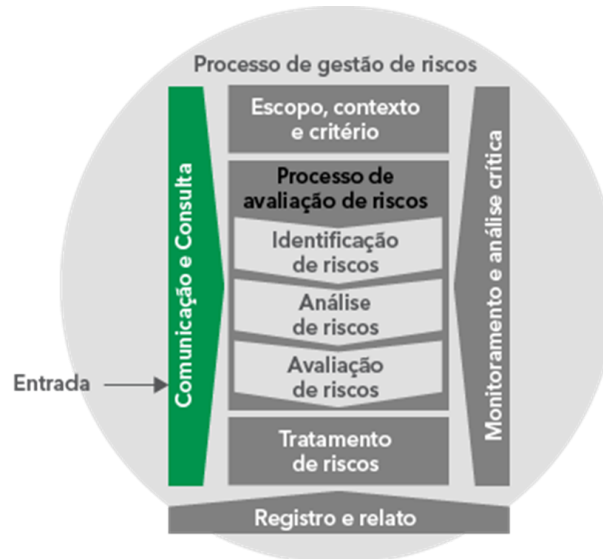 Processo de gestão de riscos
Escopo, contexto
e critério
Processo de
avaliação de riscos
Identificação
de riscos
Análise
de riscos
Avaliação
de riscos
Tratamento
de riscos
Comunicação e Consulta
Monitoramento e análise crítica
Entrada
Registro e relato